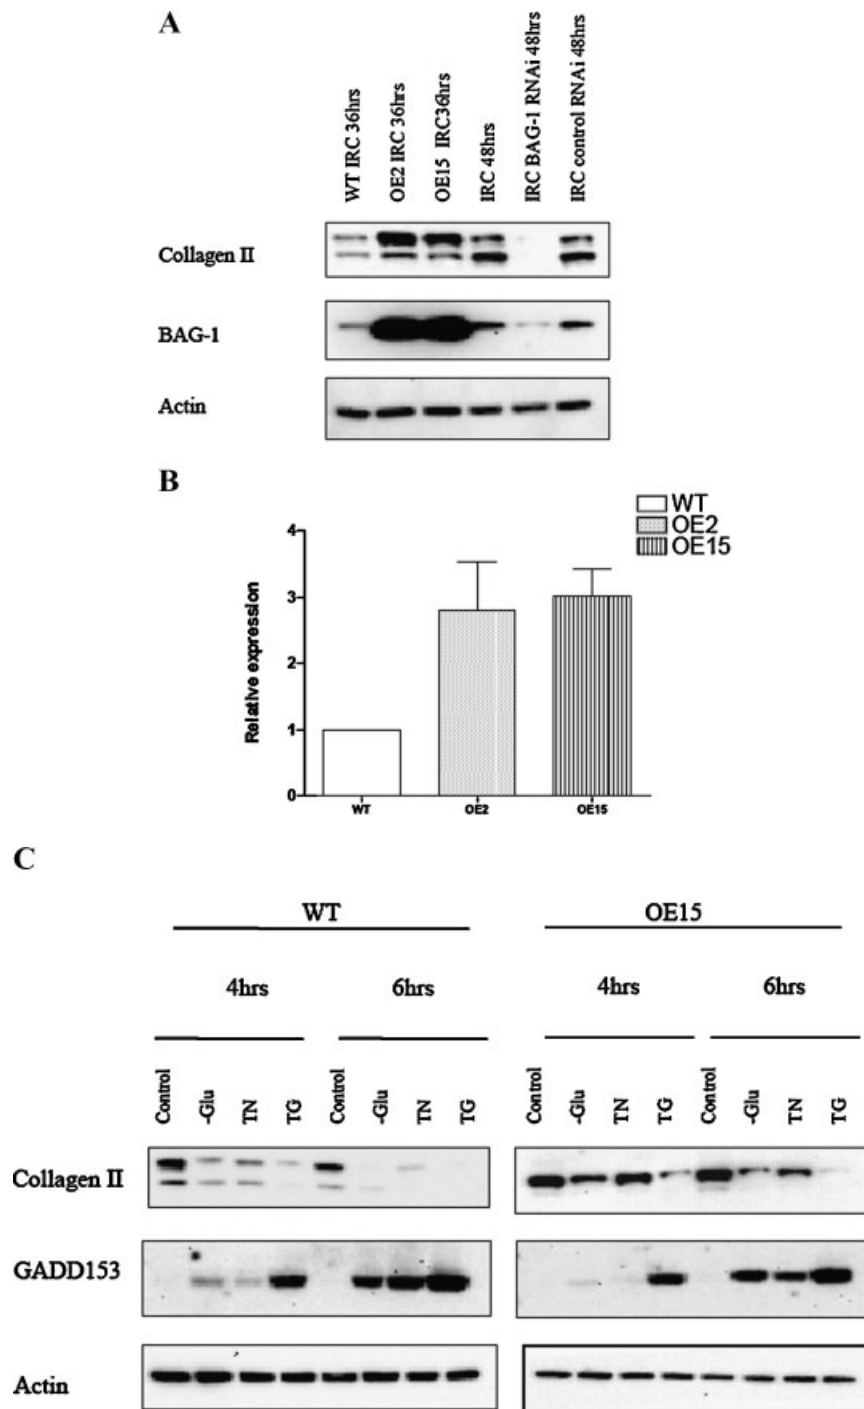 A
WT IRC 36hrs
OE2 IRC 36hrs
OE15 IRC36hrs
IRC 48hrs
IRC BAG-1 RNAi 48hrs
IRC control RNAi 48hrs
Collagen II
BAG-1
Actin
B
WT
OE2
OE15
Relative expression
4
3
2
1
0
WT
OE2
OE15
C
WT
OE15
4hrs
6hrs
4hrs
6hrs
Control
-Glu
TN
TG
Control
-Glu
TN
TG
Control
-Glu
TN
TG
Control
-Glu
TN
TG
Collagen II
GADD153
Actin